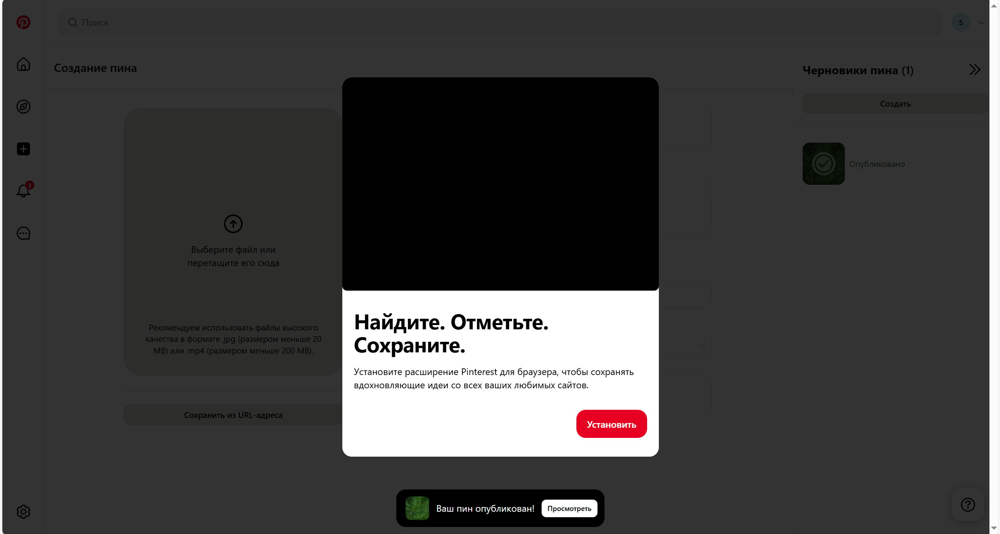 Поиск
S
Создание пина
Черновики пина (1)
Создать
1
Опубликовано
Выберите файл или
перетащите его сюда
Рекомендуем использовать файлы высокого
качества в формате .jpg (размером меньше 20
MB) или .mp4 (размером меньше 200 MB).
Сохранить из URL-адреса
Найдите. Отметьте.
Сохраните.
Установите расширение Pinterest для браузера, чтобы сохранять
вдохновляющие идеи со всех ваших любимых сайтов.
Установить
Ваш пин опубликован!
Просмотреть